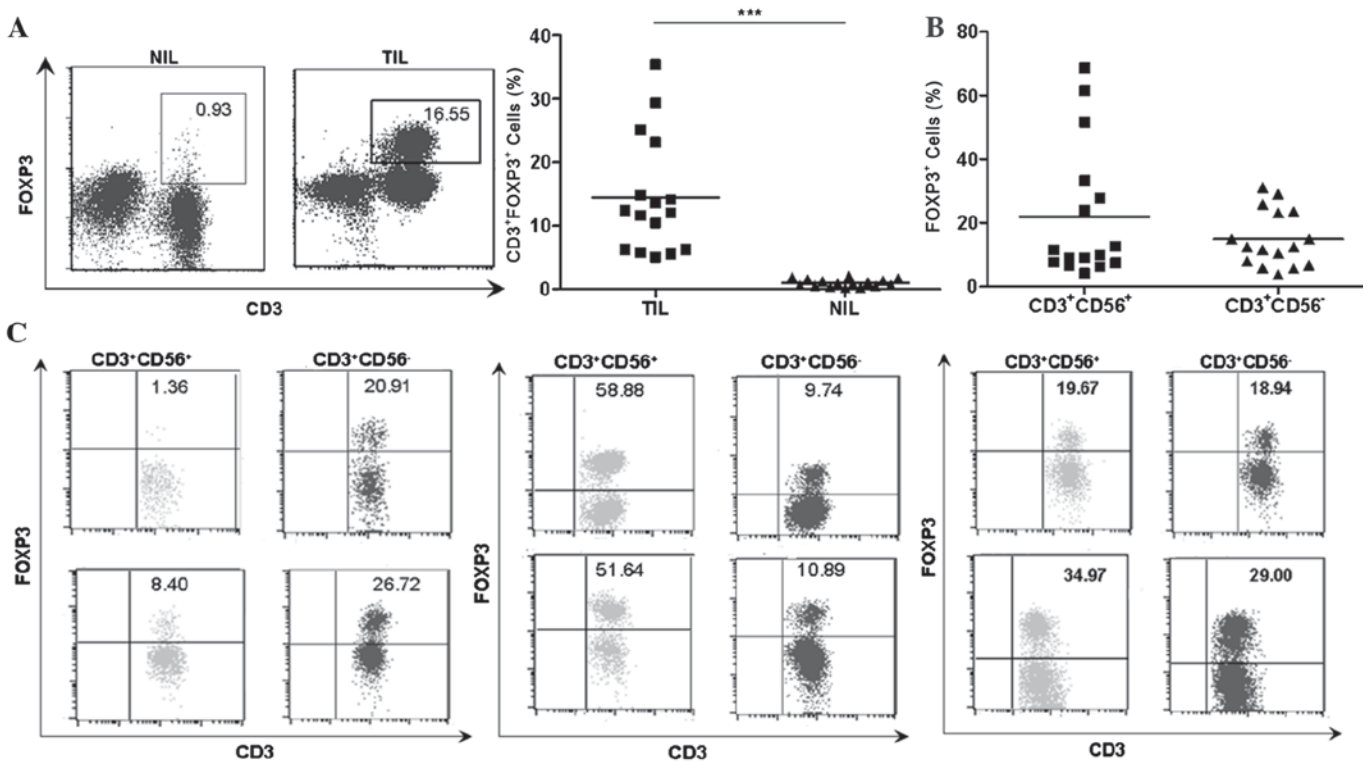 A
NIL
TIL
0.93
16.55
FOXP3
CD3
***
CD3⁺FOXP3⁺ Cells (%)
40
30
20
10
0
TIL
NIL
B
FOXP3⁺ Cells (%)
80
60
40
20
0
CD3⁺CD56⁺
CD3⁺CD56⁻
C
CD3⁺CD56⁺
CD3⁺CD56⁻
1.36
20.91
8.40
26.72
FOXP3
CD3
CD3⁺CD56⁺
CD3⁺CD56⁻
58.88
9.74
51.64
10.89
FOXP3
CD3
CD3⁺CD56⁺
CD3⁺CD56⁻
19.67
18.94
34.97
29.00
FOXP3
CD3